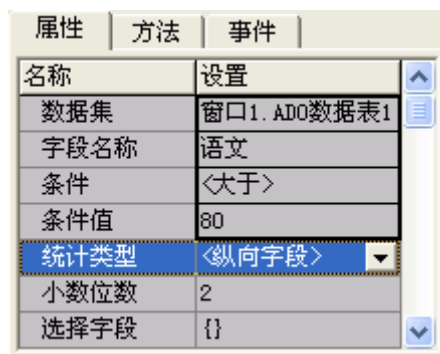 属性 方法 事件
名称 设置
数据集 窗口1.ADO数据表1
字段名称 语文
条件 <大于>
条件值 80
统计类型 <纵向字段>
小数位数 2
选择字段 {}